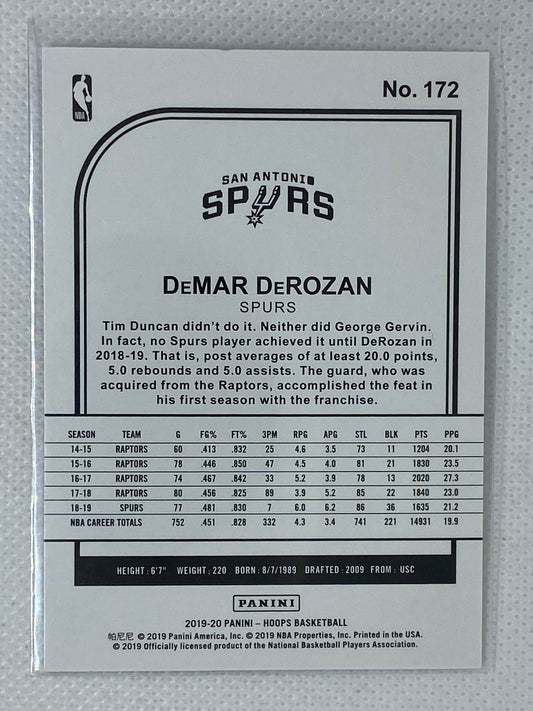 No. 172
NBA
SAN ANTONIO
SPURS
DEMAR DEROZAN
SPURS
Tim Duncan didn't do it. Neither did George Gervin.
In fact, no Spurs player achieved it until DeRozan in
2018-19. That is, post averages of at least 20.0 points,
5.0 rebounds and 5.0 assists. The guard, who was
acquired from the Raptors, accomplished the feat in
his first season with the franchise.
SEASON TEAM G FG% FT% 3PM RPG APG STL BLK PTS PPG
14-15 RAPTORS 60 .413 .832 25 4.6 3.5 73 11 1204 20.1
15-16 RAPTORS 78 .446 .850 47 4.5 4.0 81 21 1830 23.5
16-17 RAPTORS 74 .467 .842 33 5.2 3.9 78 13 2020 27.3
17-18 RAPTORS 80 .456 .825 89 3.9 5.2 85 22 1840 23.0
18-19 SPURS 77 .481 .830 7 6.0 6.2 86 36 1635 21.2
NBA CAREER TOTALS 752 .451 .828 332 4.3 3.4 741 221 14931 19.9
HEIGHT: 6'7" WEIGHT: 220 BORN: 8/7/1989 DRAFTED: 2009 FROM: USC
PANINI
2019-20 PANINI – HOOPS BASKETBALL
帕尼尼 © 2019 Panini America, Inc. © 2019 NBA Properties, Inc. Printed in the USA.
© 2019 Officially licensed product of the National Basketball Players Association.